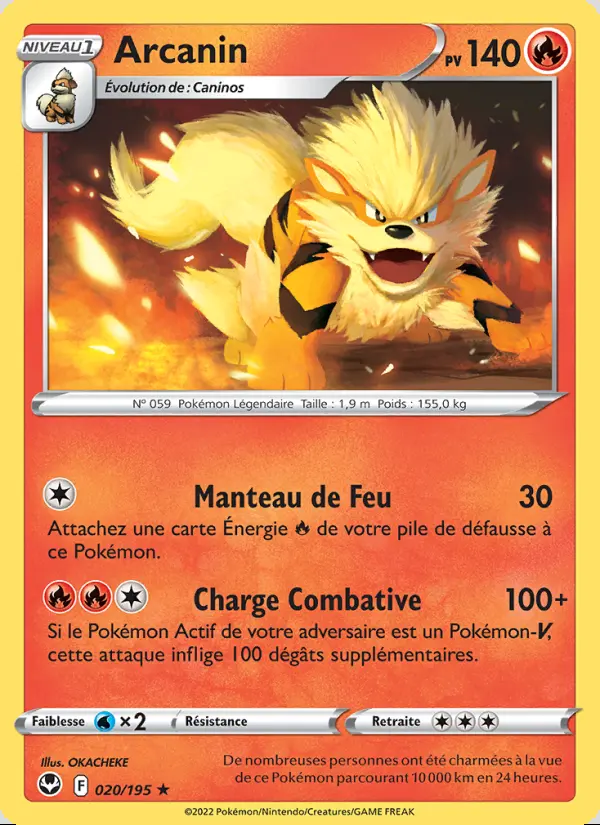 NIVEAU 1
Arcanin
PV 140
Évolution de : Caninos
Nº 059 Pokémon Légendaire Taille : 1,9 m Poids : 155,0 kg
Manteau de Feu 30
Attachez une carte Énergie de votre pile de défausse à
ce Pokémon.
Charge Combative 100+
Si le Pokémon Actif de votre adversaire est un Pokémon-V,
cette attaque inflige 100 dégâts supplémentaires.
Faiblesse ×2 Résistance Retraite
Illus. OKACHEKE
De nombreuses personnes ont été charmées à la vue
de ce Pokémon parcourant 10 000 km en 24 heures.
F 020/195 ★
©2022 Pokémon/Nintendo/Creatures/GAME FREAK